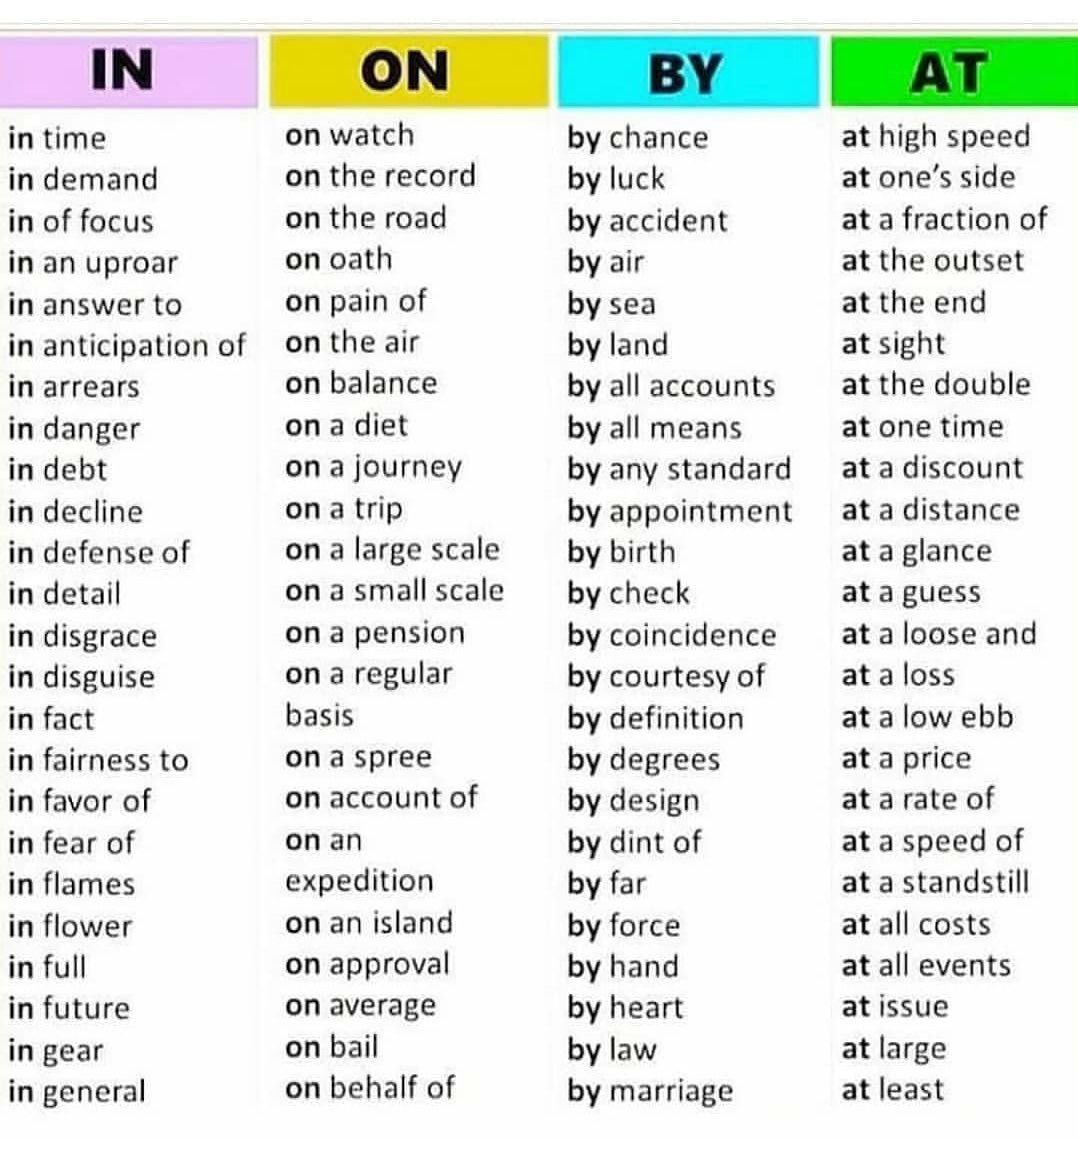 IN
in time
in demand
in of focus
in an uproar
in answer to
in anticipation of
in arrears
in danger
in debt
in decline
in defense of
in detail
in disgrace
in disguise
in fact
in fairness to
in favor of
in fear of
in flames
in flower
in full
in future
in gear
in general
ON
on watch
on the record
on the road
on oath
on pain of
on the air
on balance
on a diet
on a journey
on a trip
on a large scale
on a small scale
on a pension
on a regular
basis
on a spree
on account of
on an
expedition
on an island
on approval
on average
on bail
on behalf of
BY
by chance
by luck
by accident
by air
by sea
by land
by all accounts
by all means
by any standard
by appointment
by birth
by check
by coincidence
by courtesy of
by definition
by degrees
by design
by dint of
by far
by force
by hand
by heart
by law
by marriage
AT
at high speed
at one's side
at a fraction of
at the outset
at the end
at sight
at the double
at one time
at a discount
at a distance
at a glance
at a guess
at a loose and
at a loss
at a low ebb
at a price
at a rate of
at a speed of
at a standstill
at all costs
at all events
at issue
at large
at least